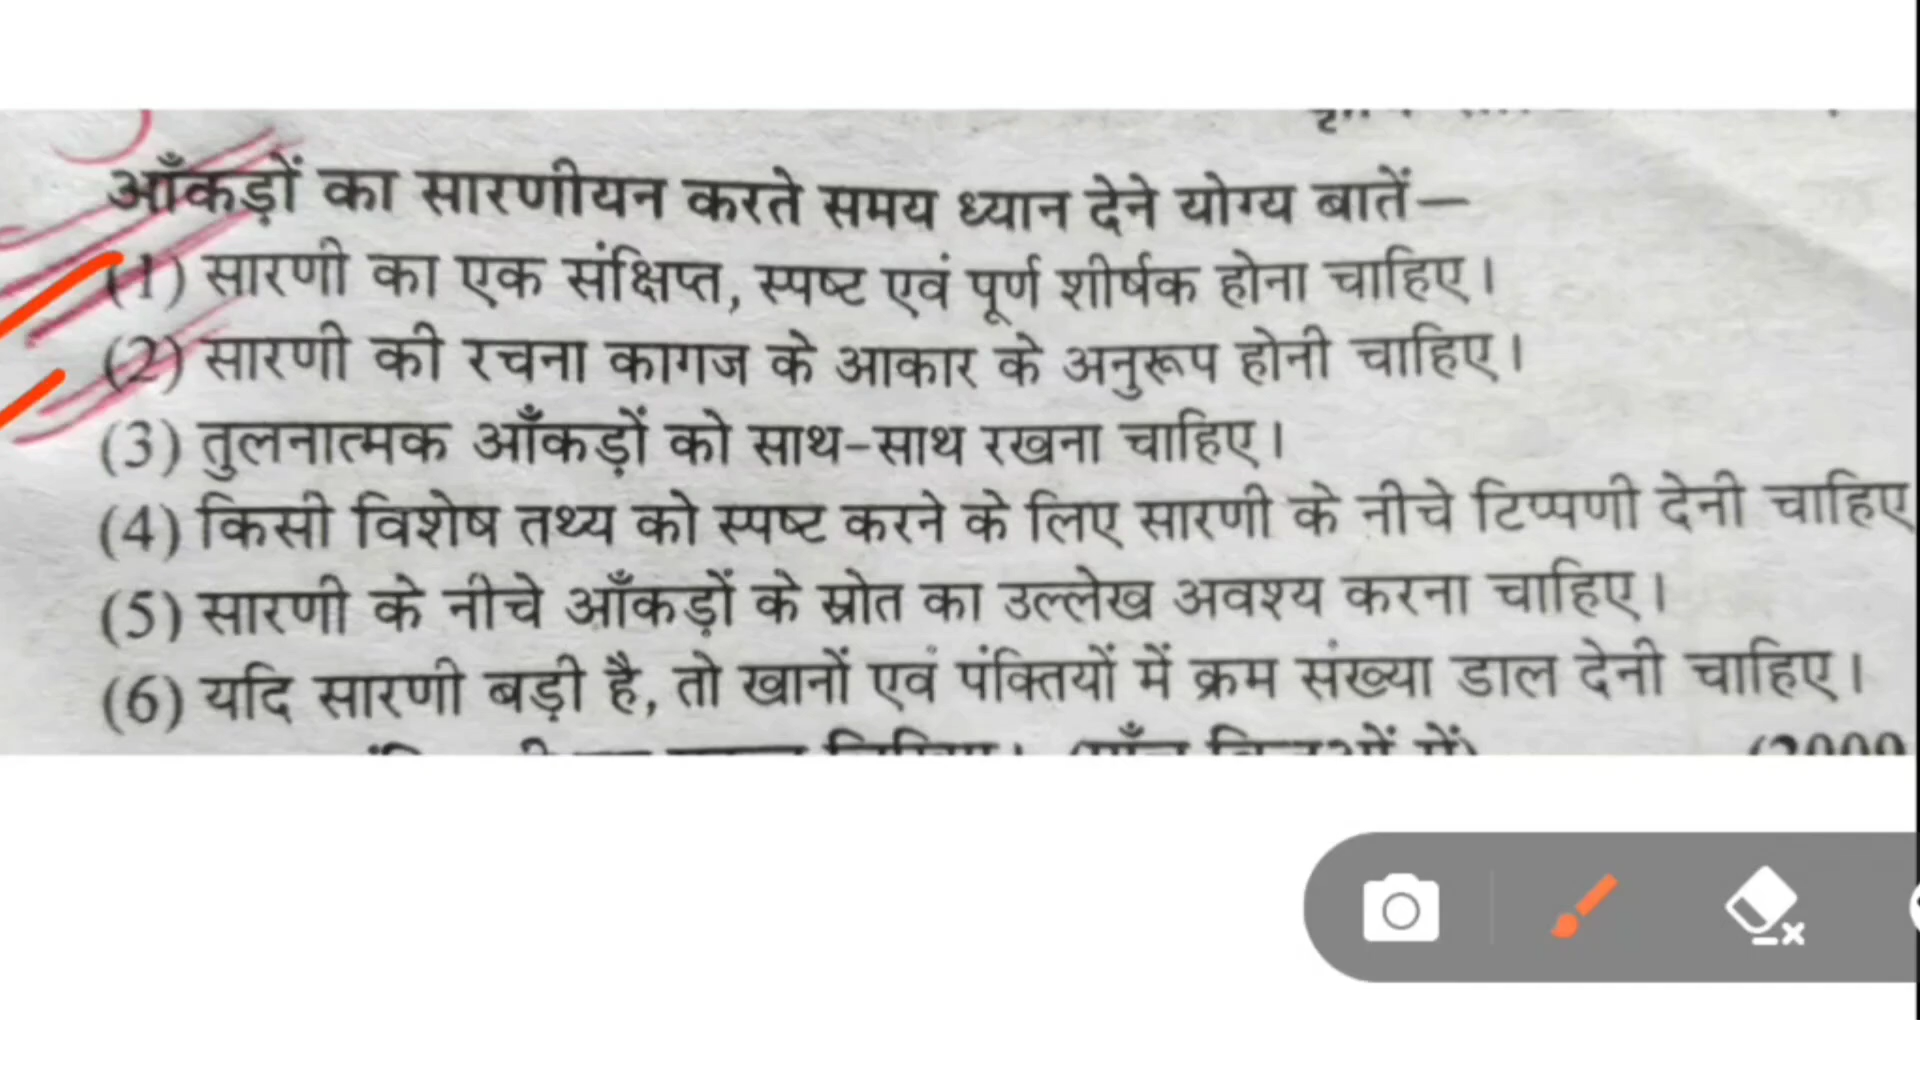 आँकड़ों का सारणीयन करते समय ध्यान देने योग्य बातें—
(1) सारणी का एक संक्षिप्त, स्पष्ट एवं पूर्ण शीर्षक होना चाहिए।
(2) सारणी की रचना कागज के आकार के अनुरूप होनी चाहिए।
(3) तुलनात्मक आँकड़ों को साथ-साथ रखना चाहिए।
(4) किसी विशेष तथ्य को स्पष्ट करने के लिए सारणी के नीचे टिप्पणी देनी चाहिए
(5) सारणी के नीचे आँकड़ों के स्रोत का उल्लेख अवश्य करना चाहिए।
(6) यदि सारणी बड़ी है, तो खानों एवं पंक्तियों में क्रम संख्या डाल देनी चाहिए।